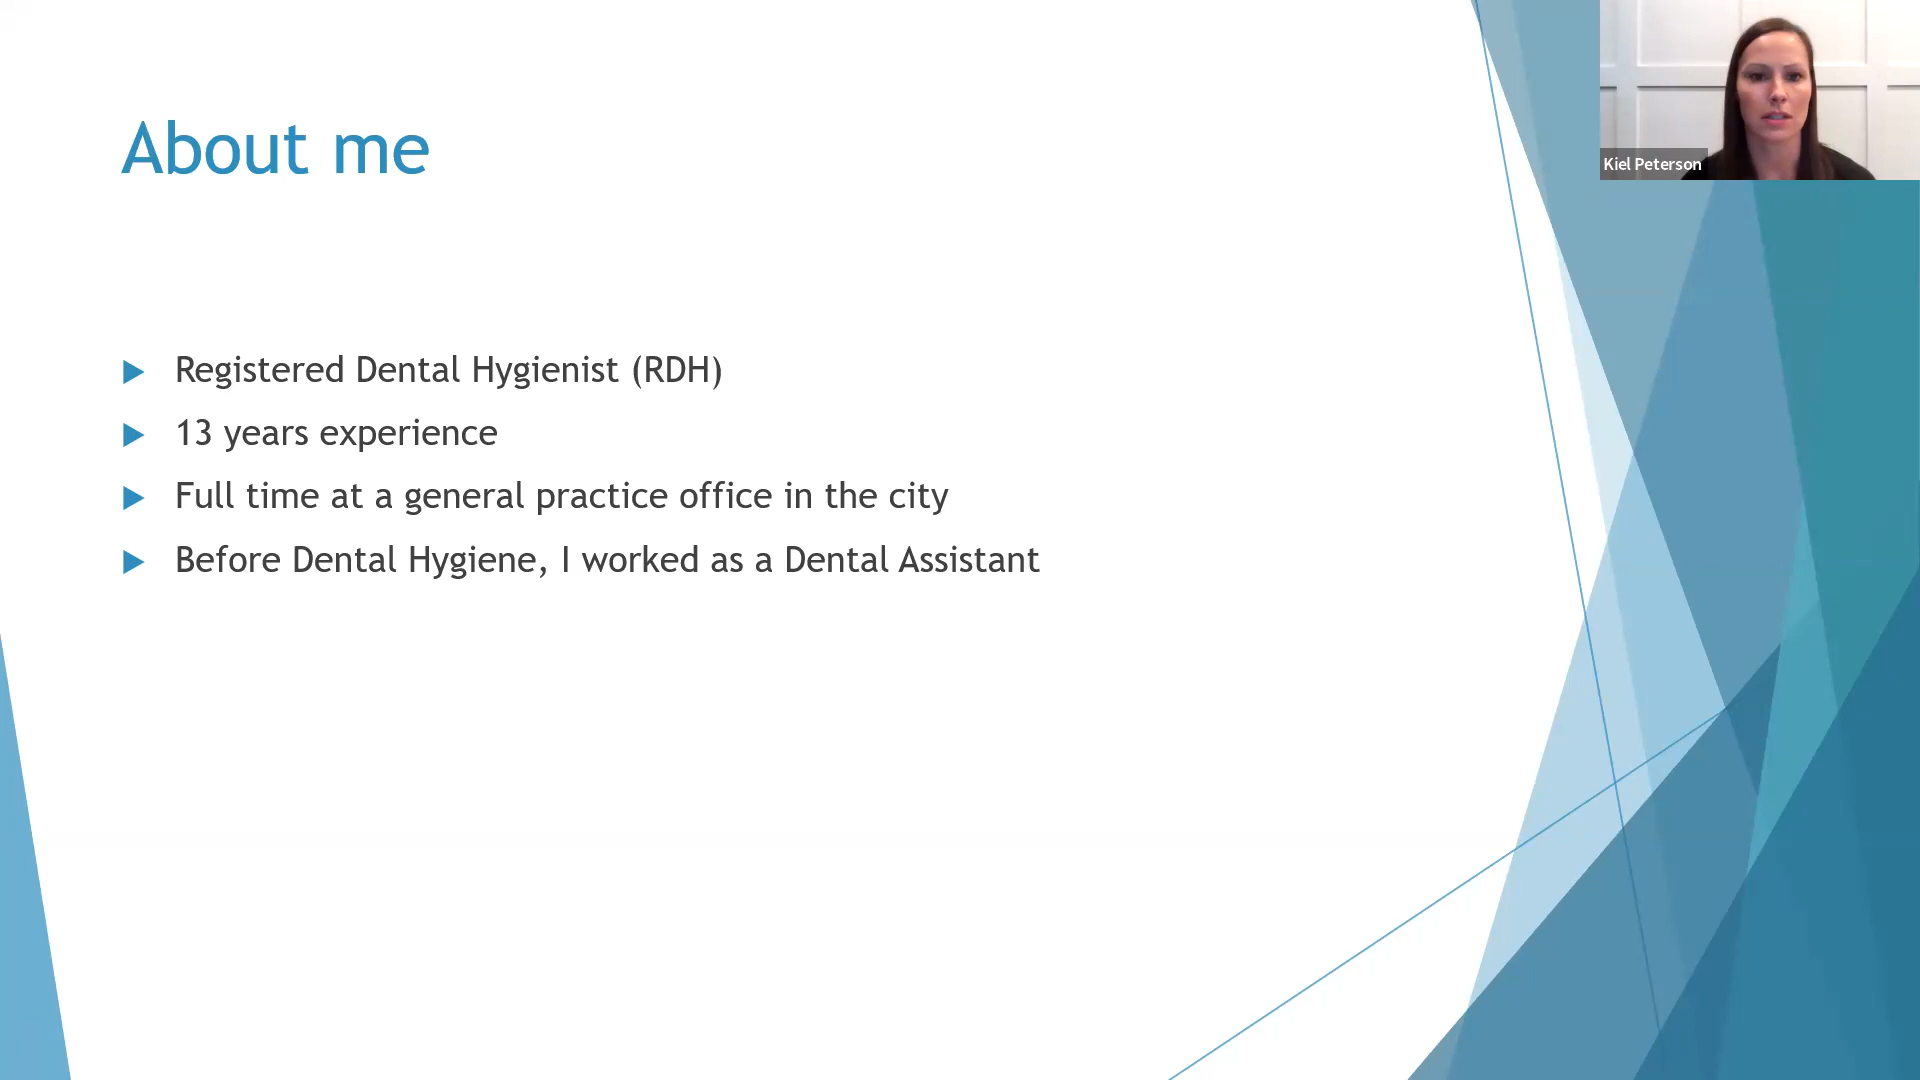 About me
Registered Dental Hygienist (RDH)
13 years experience
Full time at a general practice office in the city
Before Dental Hygiene, I worked as a Dental Assistant
Kiel Peterson